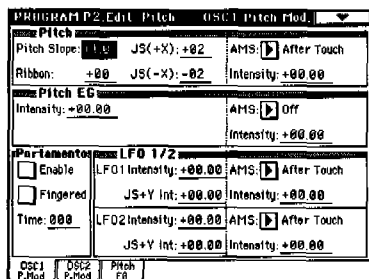 PROGRAM P2.Edit Pitch OSC1 Pitch Mod.
Pitch
Pitch Slope: JS(+X): +02 AMS: After Touch
Ribbon: +00 JS(-X): -02 Intensity: +00.00
Pitch EG
Intensity: +00.00 AMS: Off
Intensity: +00.00
Portamento LFO 1/2
Enable LFO1 Intensity: +00.00 AMS: After Touch
Fingered JS+Y Int: +00.00 Intensity: +00.00
Time: 000 LFO2 Intensity: +00.00 AMS: After Touch
JS+Y Int: +00.00 Intensity: +00.00
OSC1 P.Mod OSC2 P.Mod Pitch EG